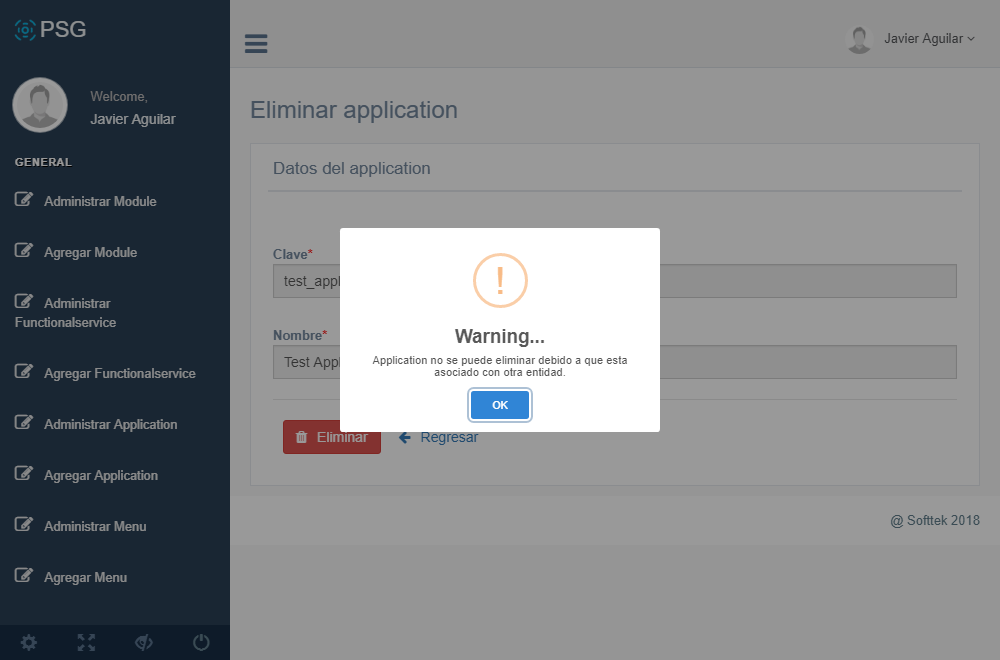 PSG
Javier Aguilar
Welcome,
Javier Aguilar
GENERAL
Administrar Module
Agregar Module
Administrar
Functionalservice
Agregar Functionalservice
Administrar Application
Agregar Application
Administrar Menu
Agregar Menu
Eliminar application
Datos del application
Clave*
test_appl
Nombre*
Test Appl
Warning...
Application no se puede eliminar debido a que esta
asociado con otra entidad.
OK
Eliminar
Regresar
@ Softtek 2018